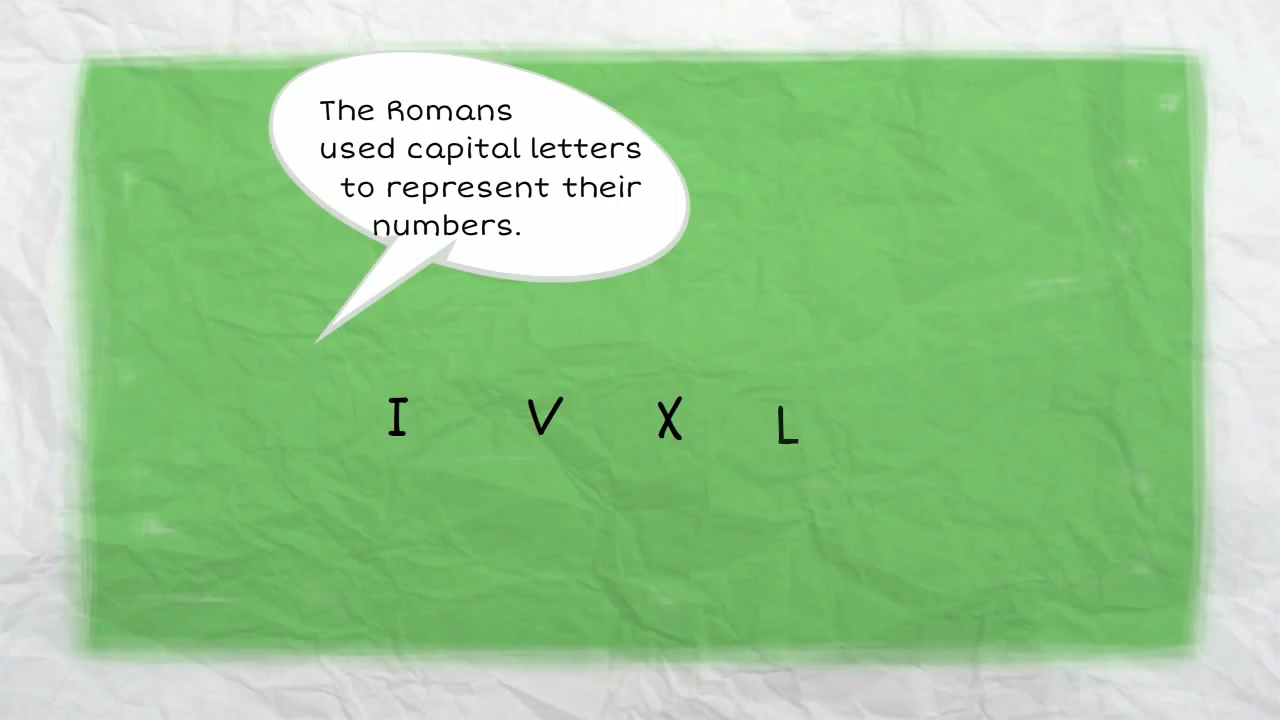 The Romans
used capital letters
to represent their
numbers.
I V X L